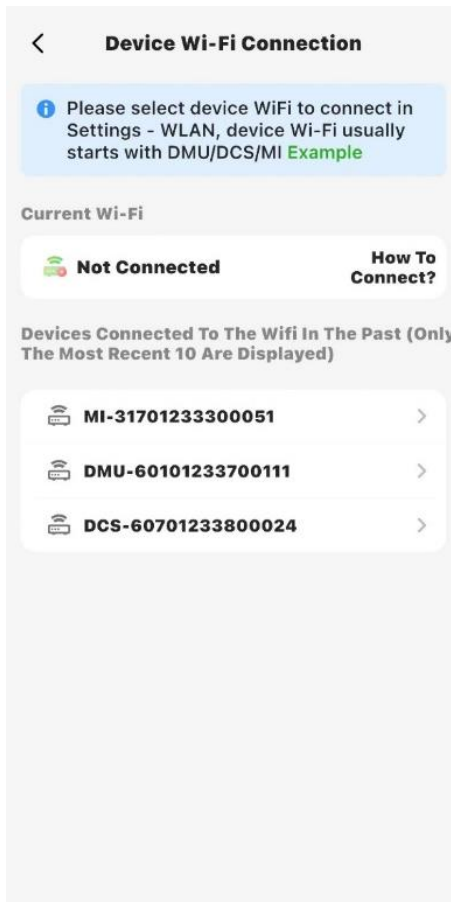 Device Wi-Fi Connection
Please select device WiFi to connect in
Settings - WLAN, device Wi-Fi usually
starts with DMU/DCS/MI Example
Current Wi-Fi
Not Connected
How To
Connect?
Devices Connected To The Wifi In The Past (Only
The Most Recent 10 Are Displayed)
MI-31701233300051
DMU-60101233700111
DCS-60701233800024